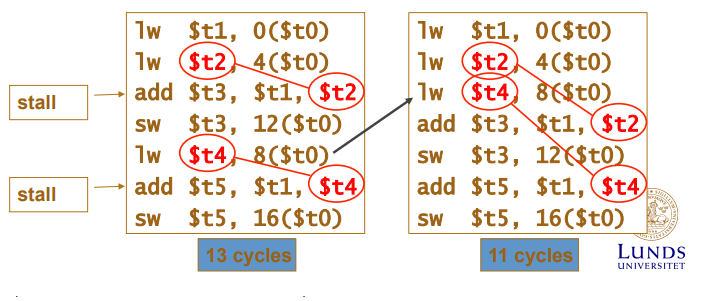 lw $t1, 0($t0)
lw $t2, 4($t0)
stall
add $t3, $t1, $t2
sw $t3, 12($t0)
lw $t4, 8($t0)
stall
add $t5, $t1, $t4
sw $t5, 16($t0)
13 cycles
lw $t1, 0($t0)
lw $t2, 4($t0)
lw $t4, 8($t0)
add $t3, $t1, $t2
sw $t3, 12($t0)
add $t5, $t1, $t4
sw $t5, 16($t0)
11 cycles
LUNDS
UNIVERSITET